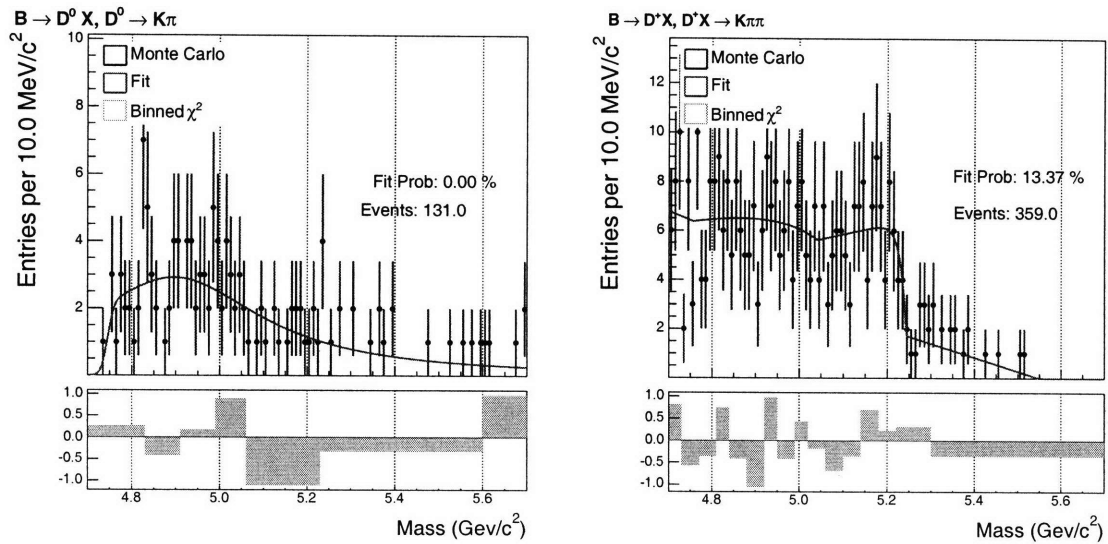 B → D⁰ X, D⁰ → Kπ
Entries per 10.0 MeV/c²
10
8
6
4
2
Monte Carlo
Fit
Binned χ²
Fit Prob: 0.00 %
Events: 131.0
1.0
0.5
0.0
-0.5
-1.0
4.8 5.0 5.2 5.4 5.6
Mass (Gev/c²)
B → D⁺X, D⁺X → Kππ
Entries per 10.0 MeV/c²
12
10
8
6
4
2
Monte Carlo
Fit
Binned χ²
Fit Prob: 13.37 %
Events: 359.0
1.0
0.5
0.0
-0.5
-1.0
4.8 5.0 5.2 5.4 5.6
Mass (Gev/c²)